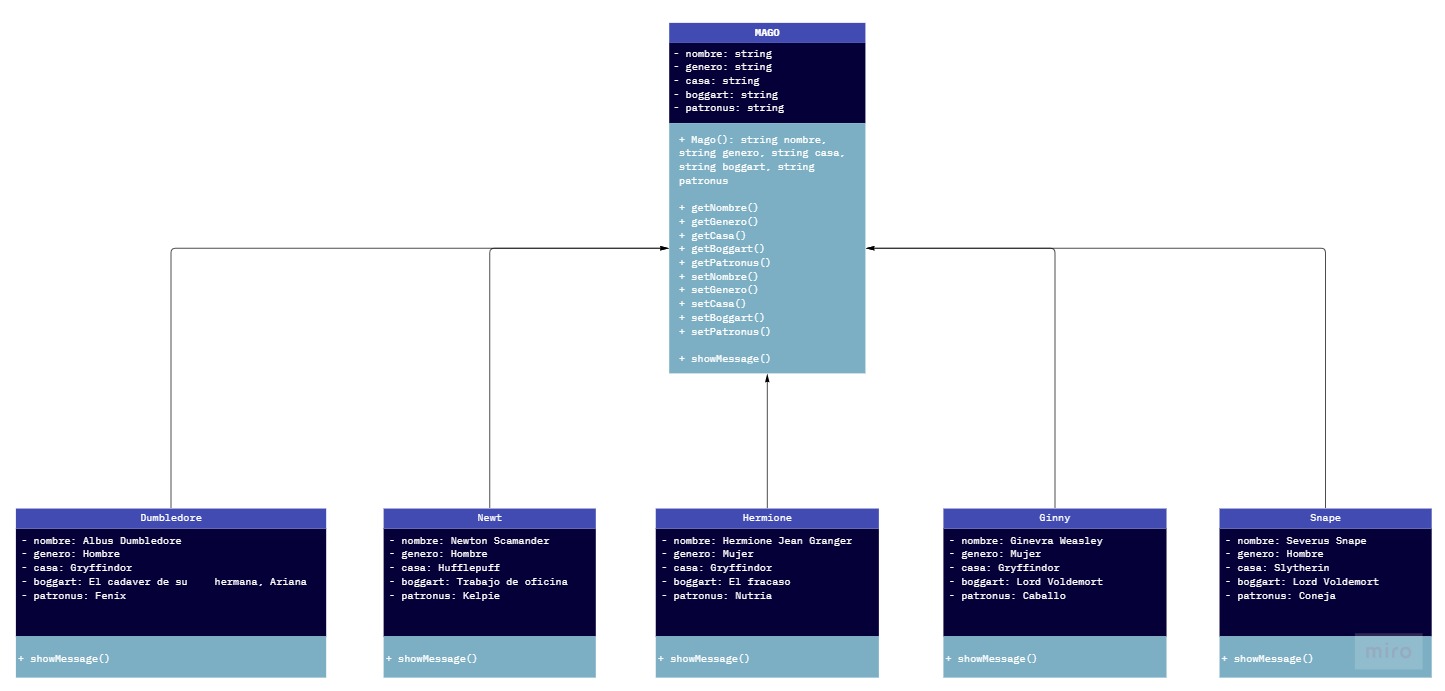 MAGO
- nombre: string
- genero: string
- casa: string
- boggart: string
- patronus: string
+ Mago(): string nombre,
string genero, string casa,
string boggart, string
patronus
+ getNombre()
+ getGenero()
+ getCasa()
+ getBoggart()
+ getPatronus()
+ setNombre()
+ setGenero()
+ setCasa()
+ setBoggart()
+ setPatronus()
+ showMessage()
Dumbledore
- nombre: Albus Dumbledore
- genero: Hombre
- casa: Gryffindor
- boggart: El cadaver de su hermana, Ariana
- patronus: Fenix
+ showMessage()
Newt
- nombre: Newton Scamander
- genero: Hombre
- casa: Hufflepuff
- boggart: Trabajo de oficina
- patronus: Kelpie
+ showMessage()
Hermione
- nombre: Hermione Jean Granger
- genero: Mujer
- casa: Gryffindor
- boggart: El fracaso
- patronus: Nutria
+ showMessage()
Ginny
- nombre: Ginevra Weasley
- genero: Mujer
- casa: Gryffindor
- boggart: Lord Voldemort
- patronus: Caballo
+ showMessage()
Snape
- nombre: Severus Snape
- genero: Hombre
- casa: Slytherin
- boggart: Lord Voldemort
- patronus: Coneja
+ showMessage()
miro